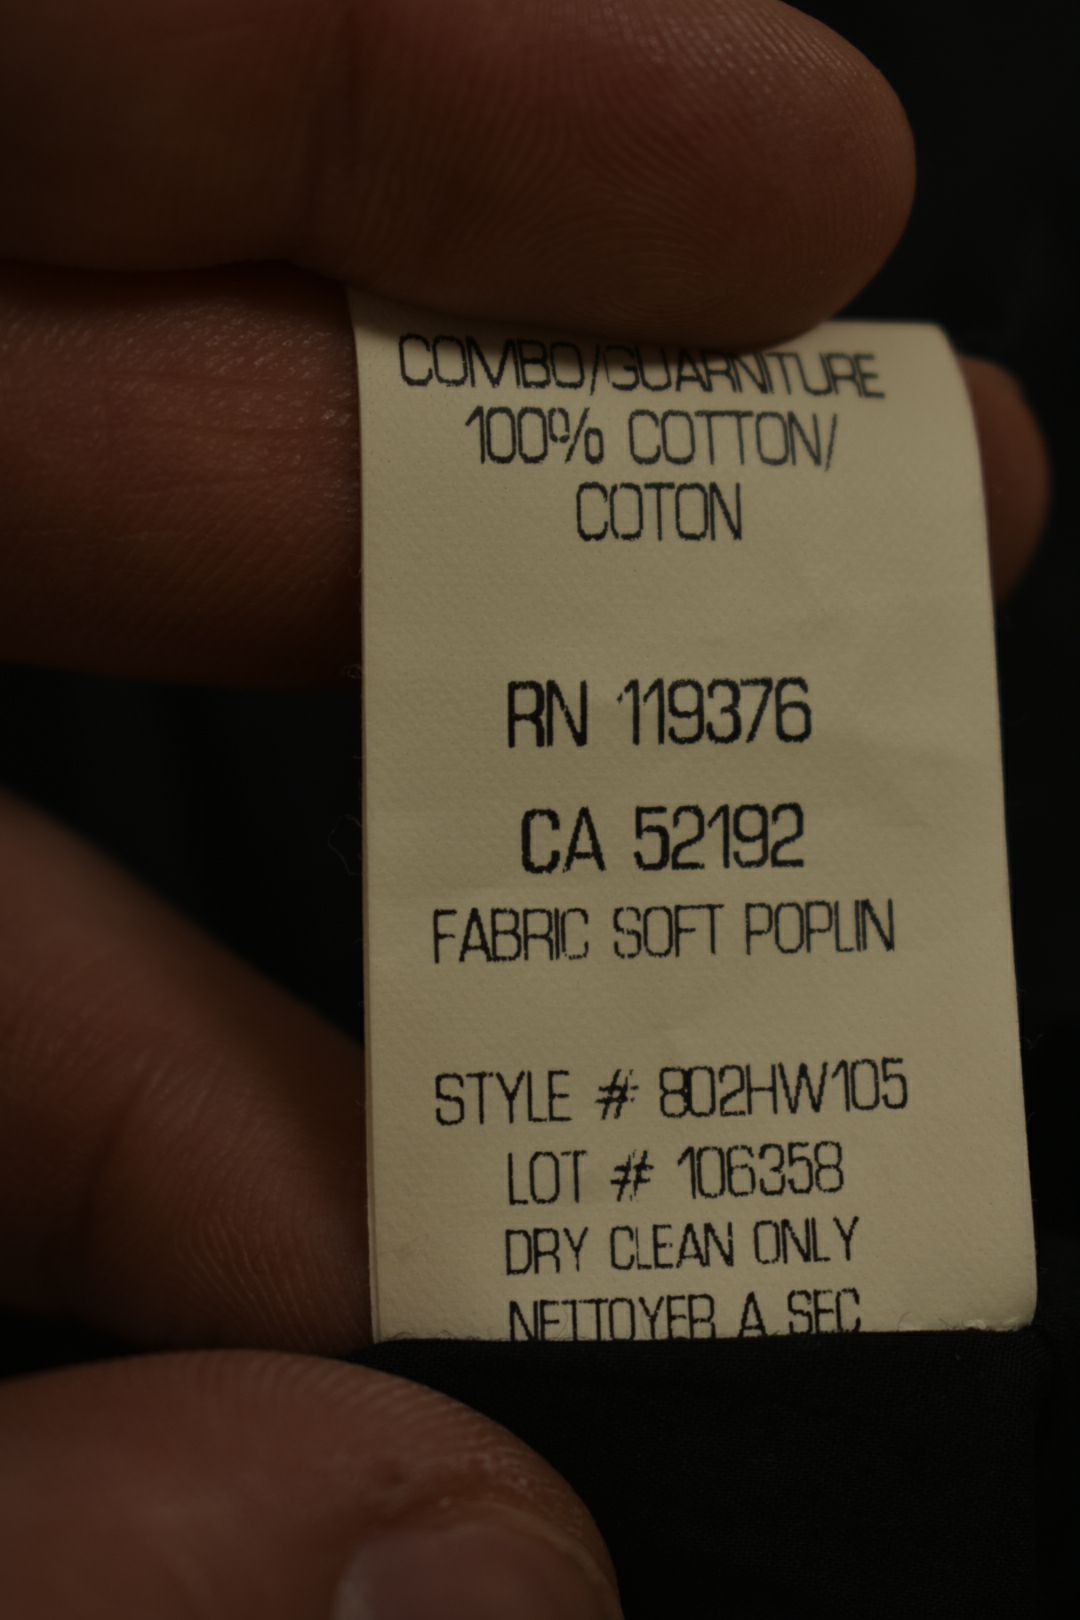 COMBO/GUARNITURE
100% COTTON/
COTON
RN 119376
CA 52192
FABRIC SOFT POPLIN
STYLE # 802HW105
LOT # 106358
DRY CLEAN ONLY
NETTOYER A SEC